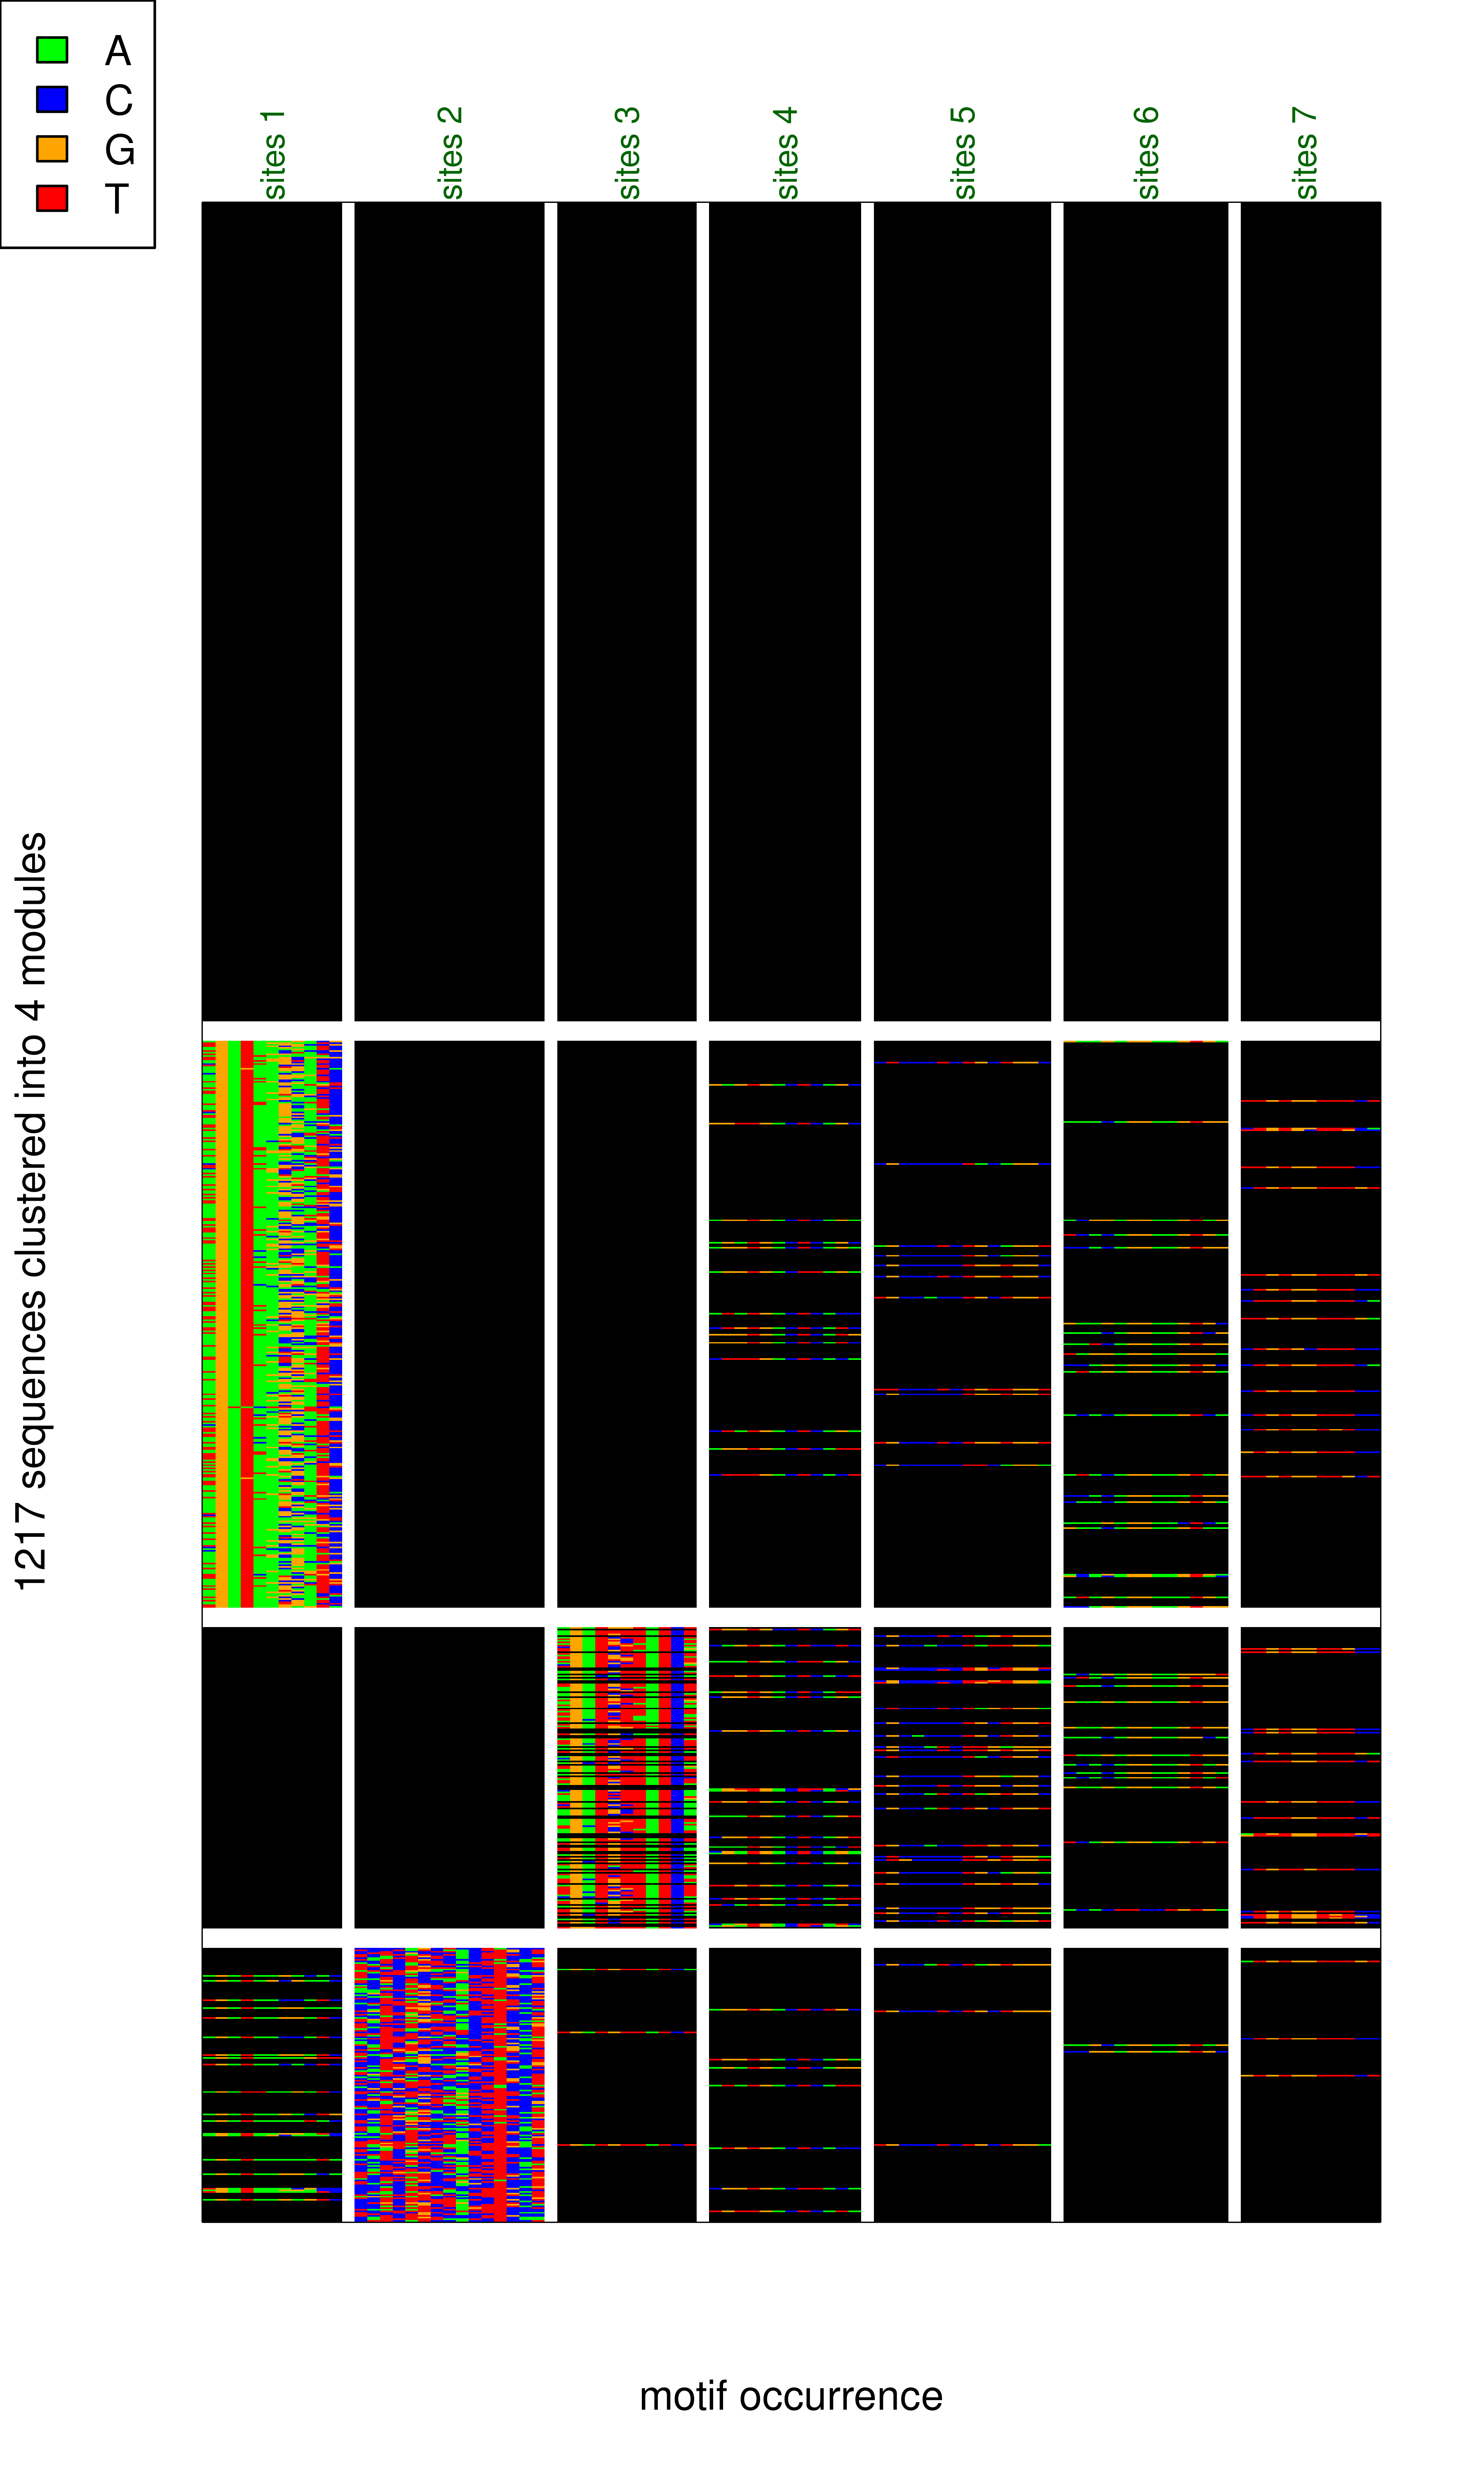 A
C
G
T
sites 1
sites 2
sites 3
sites 4
sites 5
sites 6
sites 7
1217 sequences clustered into 4 modules
motif occurrence